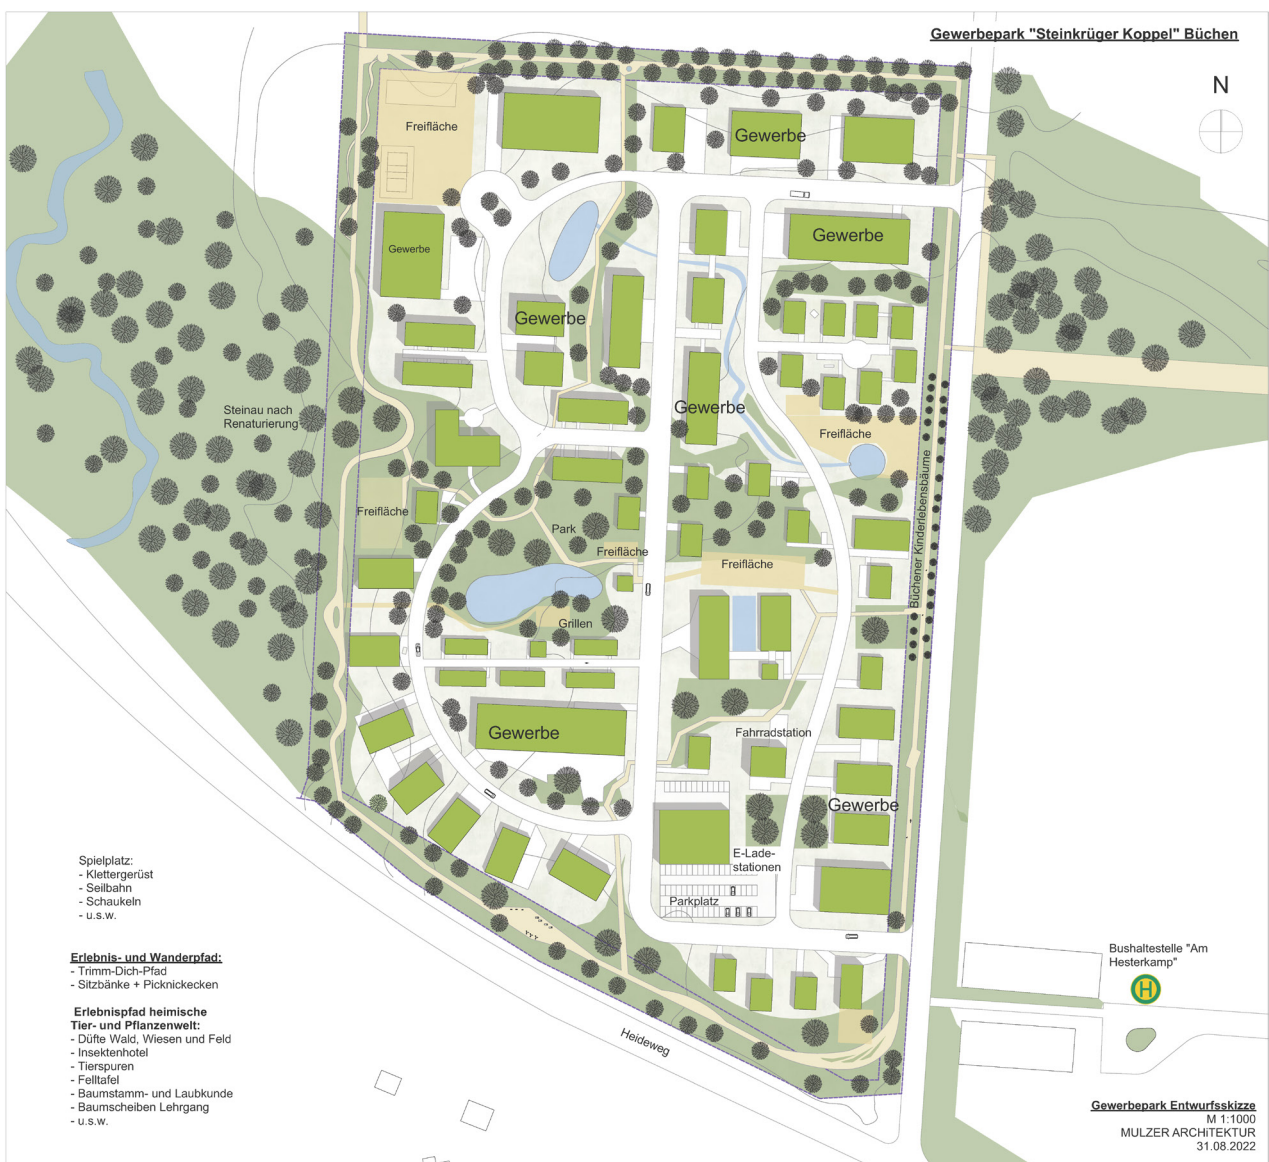 Gewerbepark "Steinkrüger Koppel" Büchen
N
Freifläche
Gewerbe
Gewerbe
Gewerbe
Gewerbe
Gewerbe
Gewerbe
Steinau nach
Renaturierung
Freifläche
Büchener Kinderlebensbäume
Freifläche
Park
Freifläche
Freifläche
Grillen
Gewerbe
Fahrradstation
Gewerbe
E-Lade-
stationen
Parkplatz
Spielplatz:
- Klettergerüst
- Seilbahn
- Schaukeln
- u.s.w.
Erlebnis- und Wanderpfad:
- Trimm-Dich-Pfad
- Sitzbänke + Picknickecken
Erlebnispfad heimische
Tier- und Pflanzenwelt:
- Düfte Wald, Wiesen und Feld
- Insektenhotel
- Tierspuren
- Felltafel
- Baumstamm- und Laubkunde
- Baumscheiben Lehrgang
- u.s.w.
Heideweg
Bushaltestelle "Am
Hesterkamp"
H
Gewerbepark Entwurfsskizze
M 1:1000
MULZER ARCHiTEKTUR
31.08.2022